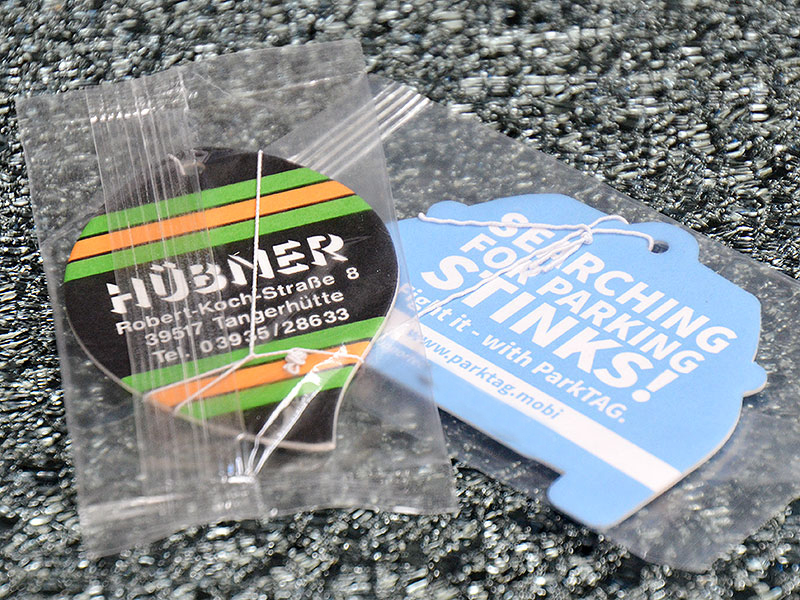 HÜBNER
Robert-Koch-Straße 8
39517 Tangerhütte
Tel. 03935/28633
SEARCHING
FOR PARKING
STINKS!
ight it - with ParkTAG.
www.parktag.mobi